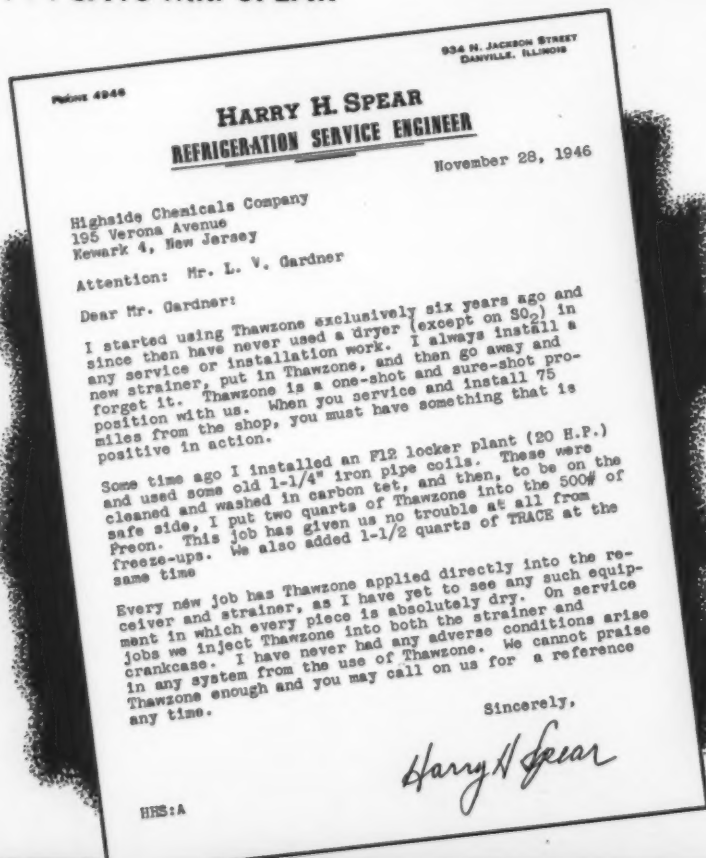 PHONE 4946
934 N. JACKSON STREET
DANVILLE, ILLINOIS
HARRY H. SPEAR
REFRIGERATION SERVICE ENGINEER
November 28, 1946
Highside Chemicals Company
195 Verona Avenue
Newark 4, New Jersey
Attention: Mr. L. V. Gardner
Dear Mr. Gardner:
I started using Thawzone exclusively six years ago and
since then have never used a dryer (except on SO₂) in
any service or installation work. I always install a
new strainer, put in Thawzone, and then go away and
forget it. Thawzone is a one-shot and sure-shot pro-
position with us. When you service and install 75
miles from the shop, you must have something that is
positive in action.
Some time ago I installed an F12 locker plant (20 H.P.)
and used some old 1-1/4" iron pipe coils. These were
cleaned and washed in carbon tet, and then, to be on the
safe side, I put two quarts of Thawzone into the 500# of
Freon. This job has given us no trouble at all from
freeze-ups. We also added 1-1/2 quarts of TRACE at the
same time
Every new job has Thawzone applied directly into the re-
ceiver and strainer, as I have yet to see any such equip-
ment in which every piece is absolutely dry. On service
jobs we inject Thawzone into both the strainer and
crankcase. I have never had any adverse conditions arise
in any system from the use of Thawzone. We cannot praise
Thawzone enough and you may call on us for a reference
any time.
Sincerely,
Harry H Spear
HHS:A